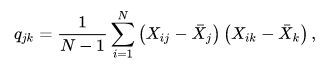 $q_{jk} = \frac{1}{N-1} \sum_{i=1}^{N} \left( X_{ij} - \bar{X}_j \right) \left( X_{ik} - \bar{X}_k \right),$